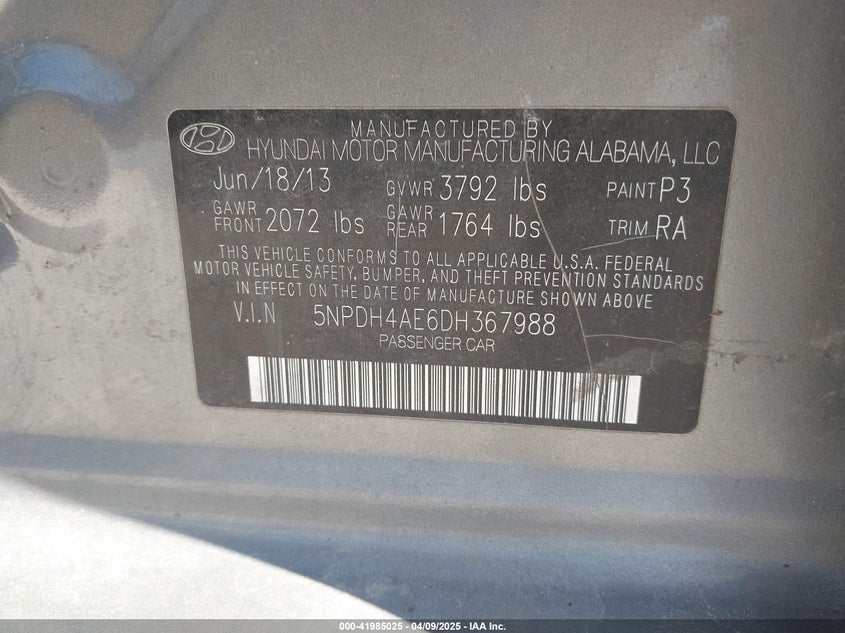 MANUFACTURED BY
HYUNDAI MOTOR MANUFACTURING ALABAMA, LLC
Jun/18/13 GVWR 3792 lbs PAINT P3
GAWR FRONT 2072 lbs GAWR REAR 1764 lbs TRIM RA
THIS VEHICLE CONFORMS TO ALL APPLICABLE U.S.A. FEDERAL
MOTOR VEHICLE SAFETY, BUMPER, AND THEFT PREVENTION STANDARDS
IN EFFECT ON THE DATE OF MANUFACTURE SHOWN ABOVE
V.I.N 5NPDH4AE6DH367988
PASSENGER CAR
000-41985025 - 04/09/2025 - IAA Inc.